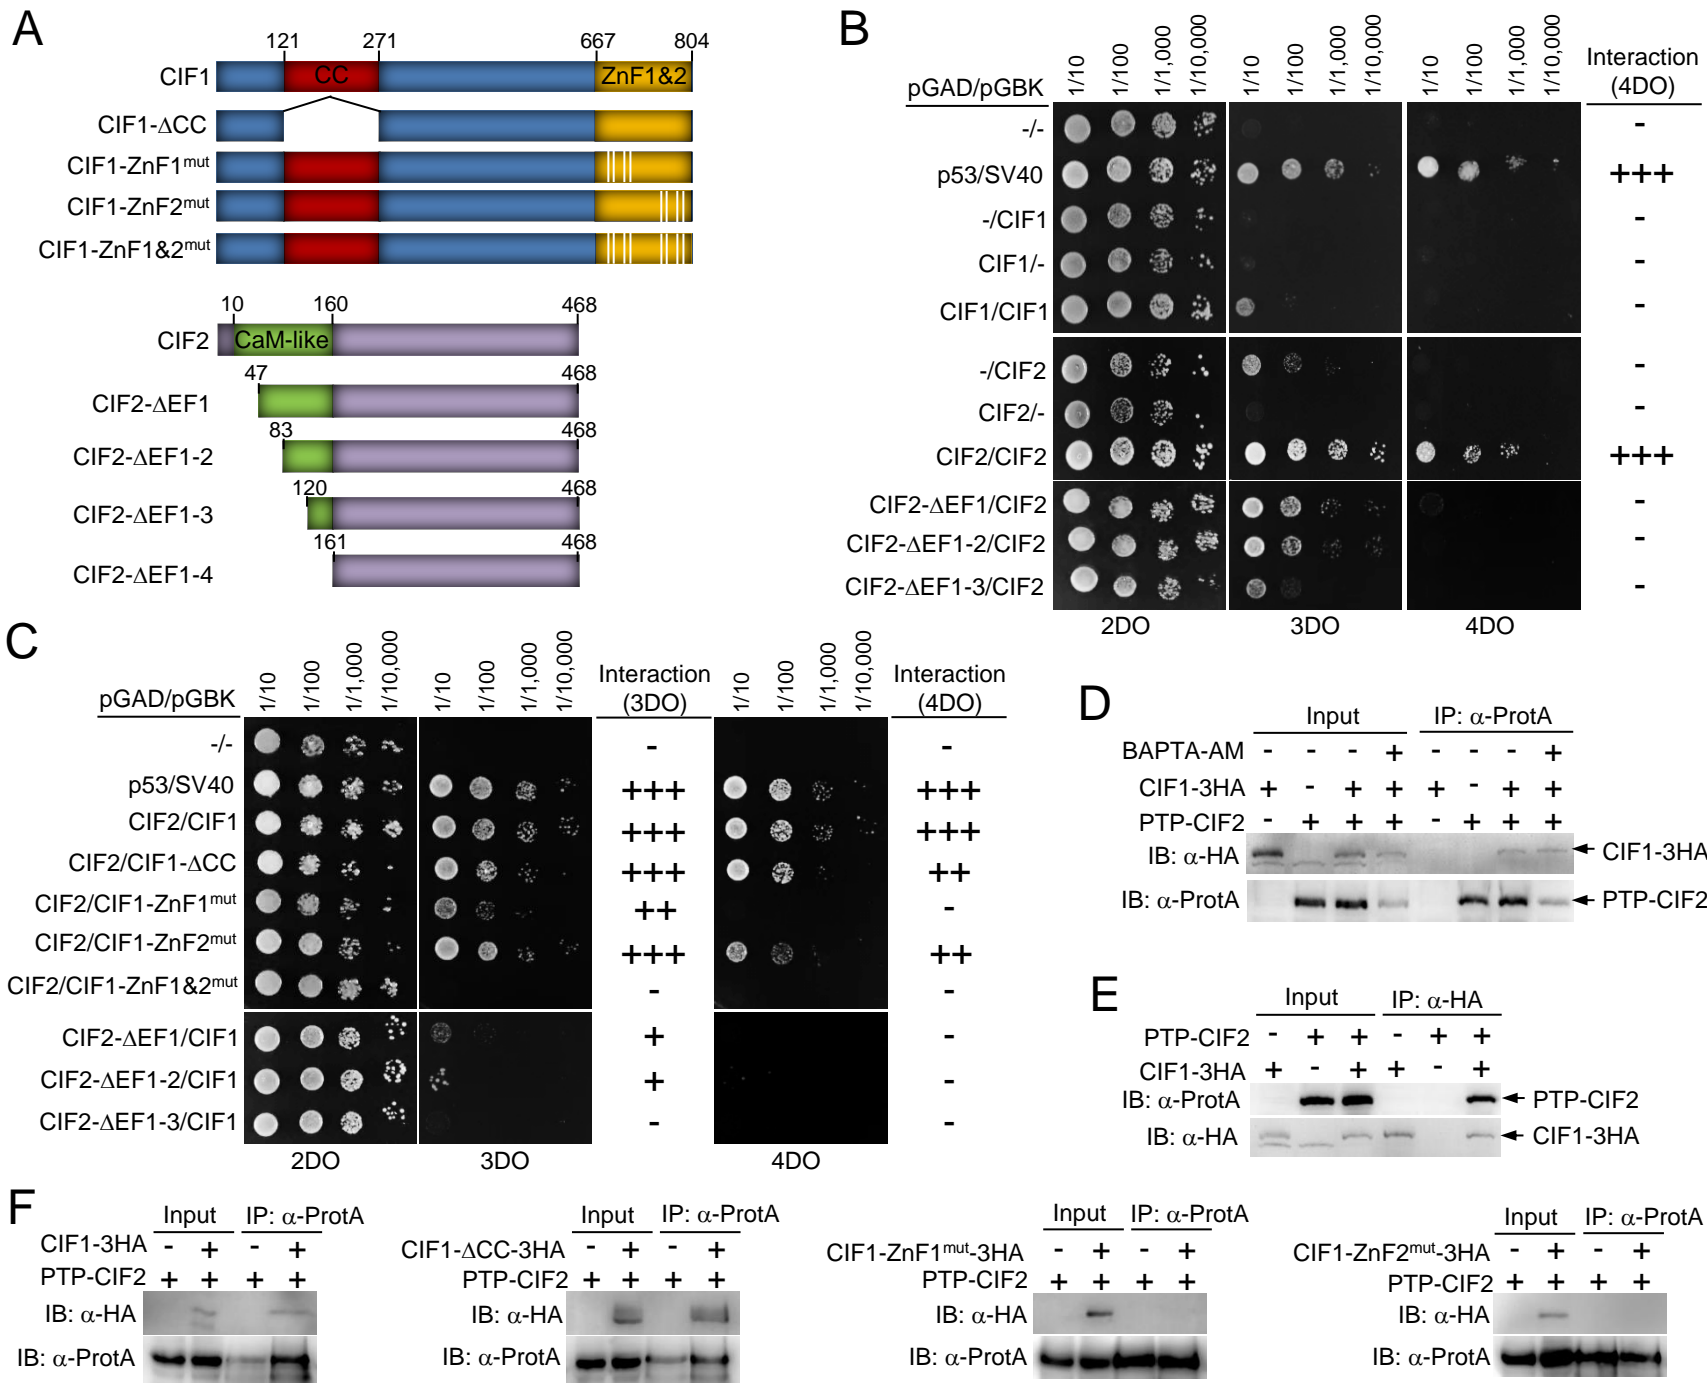 A
121 271 667 804
CIF1 CC ZnF1&2
CIF1-ΔCC
CIF1-ZnF1mut
CIF1-ZnF2mut
CIF1-ZnF1&2mut
10 160 468
CIF2 CaM-like
47 468
CIF2-ΔEF1
83 468
CIF2-ΔEF1-2
120 468
CIF2-ΔEF1-3
161 468
CIF2-ΔEF1-4
B
pGAD/pGBK 1/10 1/100 1/1,000 1/10,000 1/10 1/100 1/1,000 1/10,000 1/10 1/100 1/1,000 1/10,000 Interaction (4DO)
-/- -
p53/SV40 +++
-/CIF1 -
CIF1/- -
CIF1/CIF1 -
-/CIF2 -
CIF2/- -
CIF2/CIF2 +++
CIF2-ΔEF1/CIF2 -
CIF2-ΔEF1-2/CIF2 -
CIF2-ΔEF1-3/CIF2 -
2DO 3DO 4DO
C
pGAD/pGBK 1/10 1/100 1/1,000 1/10,000 1/10 1/100 1/1,000 1/10,000 Interaction (3DO) 1/10 1/100 1/1,000 1/10,000 Interaction (4DO)
-/- - -
p53/SV40 +++ +++
CIF2/CIF1 +++ +++
CIF2/CIF1-ΔCC +++ ++
CIF2/CIF1-ZnF1mut ++ -
CIF2/CIF1-ZnF2mut +++ ++
CIF2/CIF1-ZnF1&2mut - -
CIF2-ΔEF1/CIF1 + -
CIF2-ΔEF1-2/CIF1 + -
CIF2-ΔEF1-3/CIF1 - -
2DO 3DO 4DO
D
Input IP: α-ProtA
BAPTA-AM - - - + - - - +
CIF1-3HA + - + + + - + +
PTP-CIF2 - + + + - + + +
IB: α-HA CIF1-3HA
IB: α-ProtA PTP-CIF2
E
Input IP: α-HA
PTP-CIF2 - + + - + +
CIF1-3HA + - + + - +
IB: α-ProtA PTP-CIF2
IB: α-HA CIF1-3HA
F
Input IP: α-ProtA
CIF1-3HA - + - +
PTP-CIF2 + + + +
IB: α-HA
IB: α-ProtA
Input IP: α-ProtA
CIF1-ΔCC-3HA - + - +
PTP-CIF2 + + + +
IB: α-HA
IB: α-ProtA
Input IP: α-ProtA
CIF1-ZnF1mut-3HA - + - +
PTP-CIF2 + + + +
IB: α-HA
IB: α-ProtA
Input IP: α-ProtA
CIF1-ZnF2mut-3HA - + - +
PTP-CIF2 + + + +
IB: α-HA
IB: α-ProtA